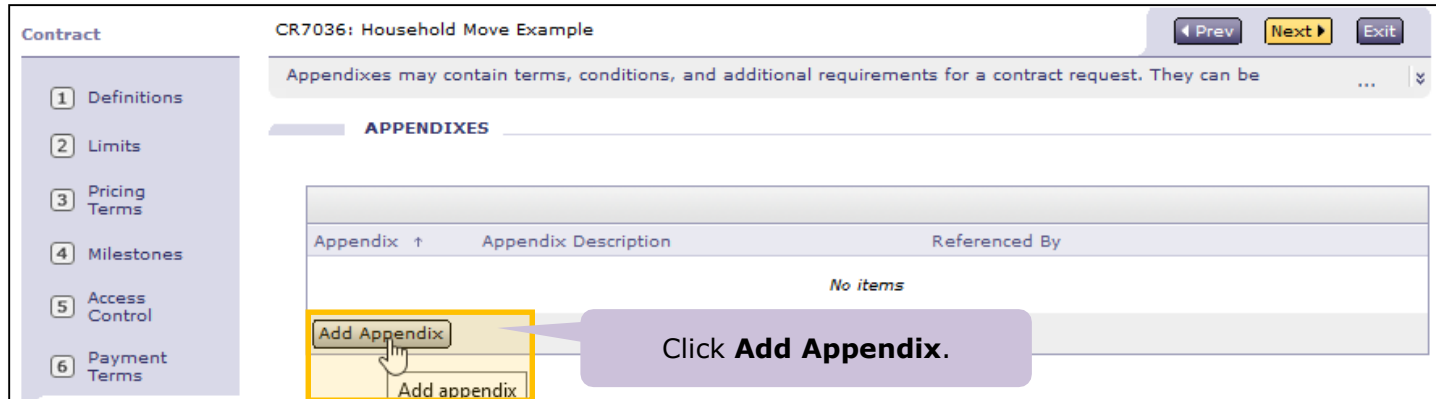 Contract
CR7036: Household Move Example
Prev
Next
Exit
Appendixes may contain terms, conditions, and additional requirements for a contract request. They can be ...
1 Definitions
2 Limits
3 Pricing
Terms
4 Milestones
5 Access
Control
6 Payment
Terms
APPENDIXES
Appendix ↑ Appendix Description Referenced By
No items
Add Appendix
Add appendix
Click Add Appendix.